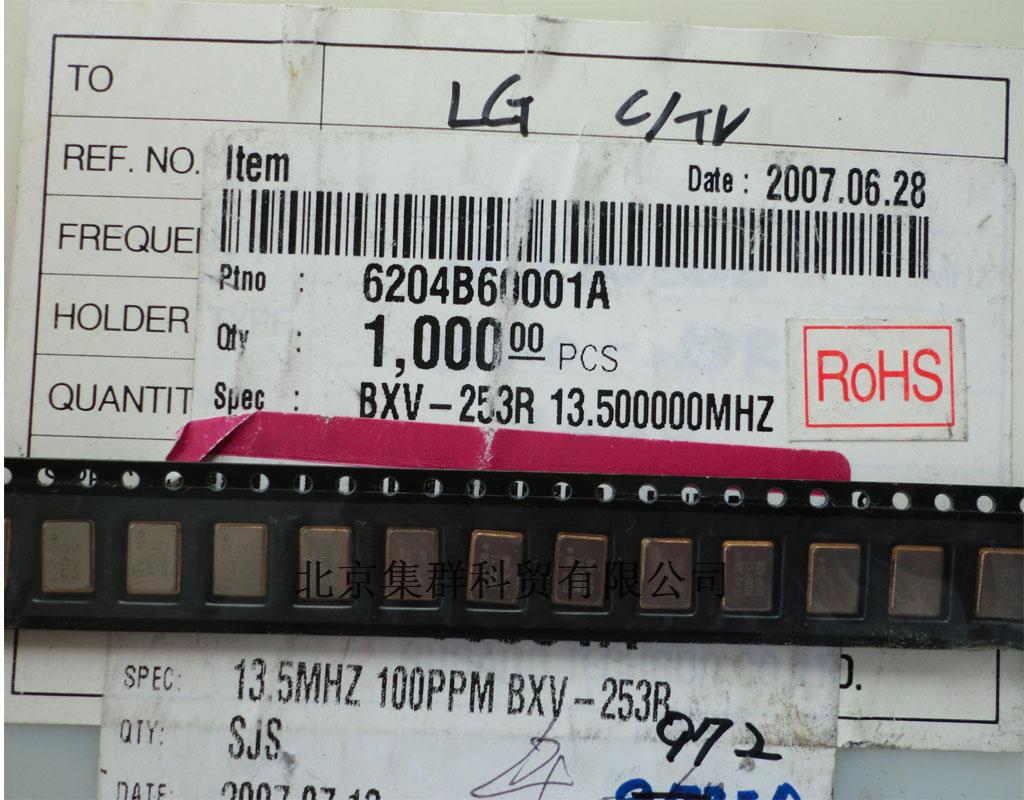 TO
LG C/TV
REF. NO.
Item
Date : 2007.06.28
FREQUE
Ptno : 6204B60001A
HOLDER
Qty : 1,000.00 PCS
RoHS
QUANTIT
Spec : BXV-253R 13.500000MHZ
北京集群科贸有限公司
SPEC: 13.5MHZ 100PPM BXV-253R
972
QTY: SJS
DATE: